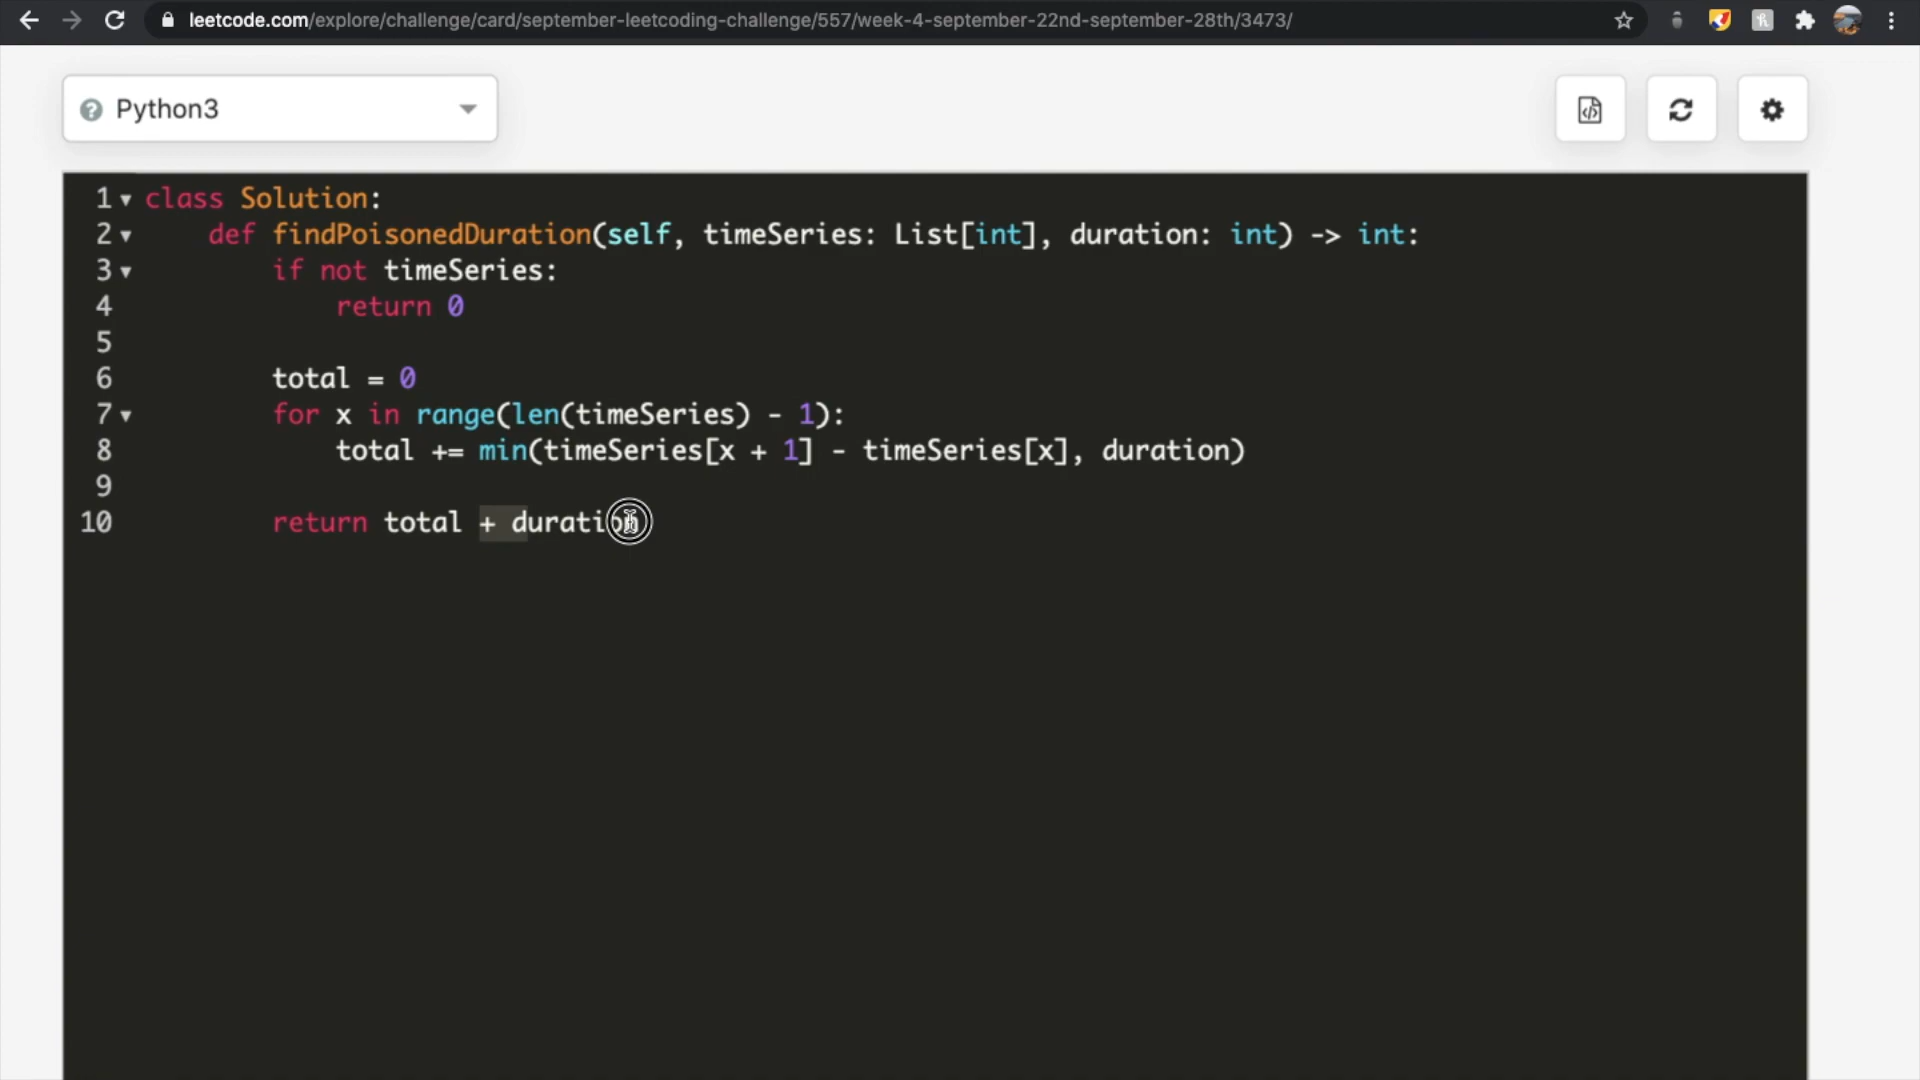 leetcode.com/explore/challenge/card/september-leetcoding-challenge/557/week-4-september-22nd-september-28th/3473/
Python3
1 class Solution:
2 def findPoisonedDuration(self, timeSeries: List[int], duration: int) -> int:
3 if not timeSeries:
4 return 0
5
6 total = 0
7 for x in range(len(timeSeries) - 1):
8 total += min(timeSeries[x + 1] - timeSeries[x], duration)
9
10 return total + duration